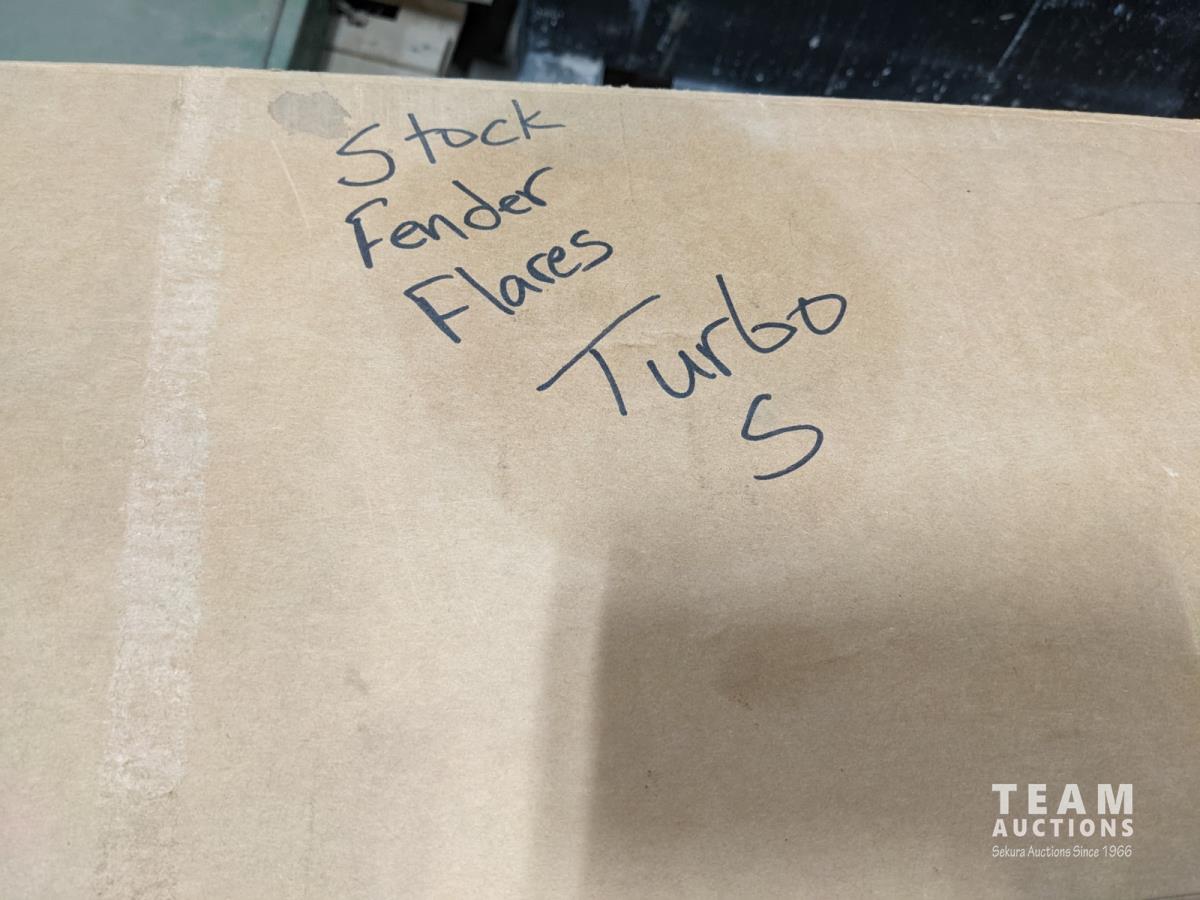 Stock
Fender
Flares
Turbo
S
TEAM
AUCTIONS
Sekura Auctions Since 1966